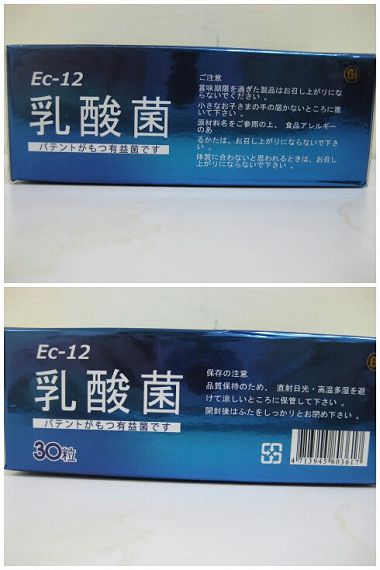 Ec-12
乳酸菌
パテントがもつ有益菌です
ご注意
賞味期限を過ぎた製品はお召し上がりにな
らないでください 。
小さなお子さまの手の届かないところに置
いて下さい 。
原材料名をご参照の上、 食品アレルギー
のあ
るかたは、お召し上がりにならないで下さ
い 。
体質に合わないと思われるときは、お召し
上がりにならないで下さい 。
Ec-12
乳酸菌
パテントがもつ有益菌です
30粒
保存の注意
品質保持のため、 直射日光・高温多湿を避
けて涼しいところに保管して下さい 。
開封後はふたをしっかりとお閉め下さい 。
4 713945 803617